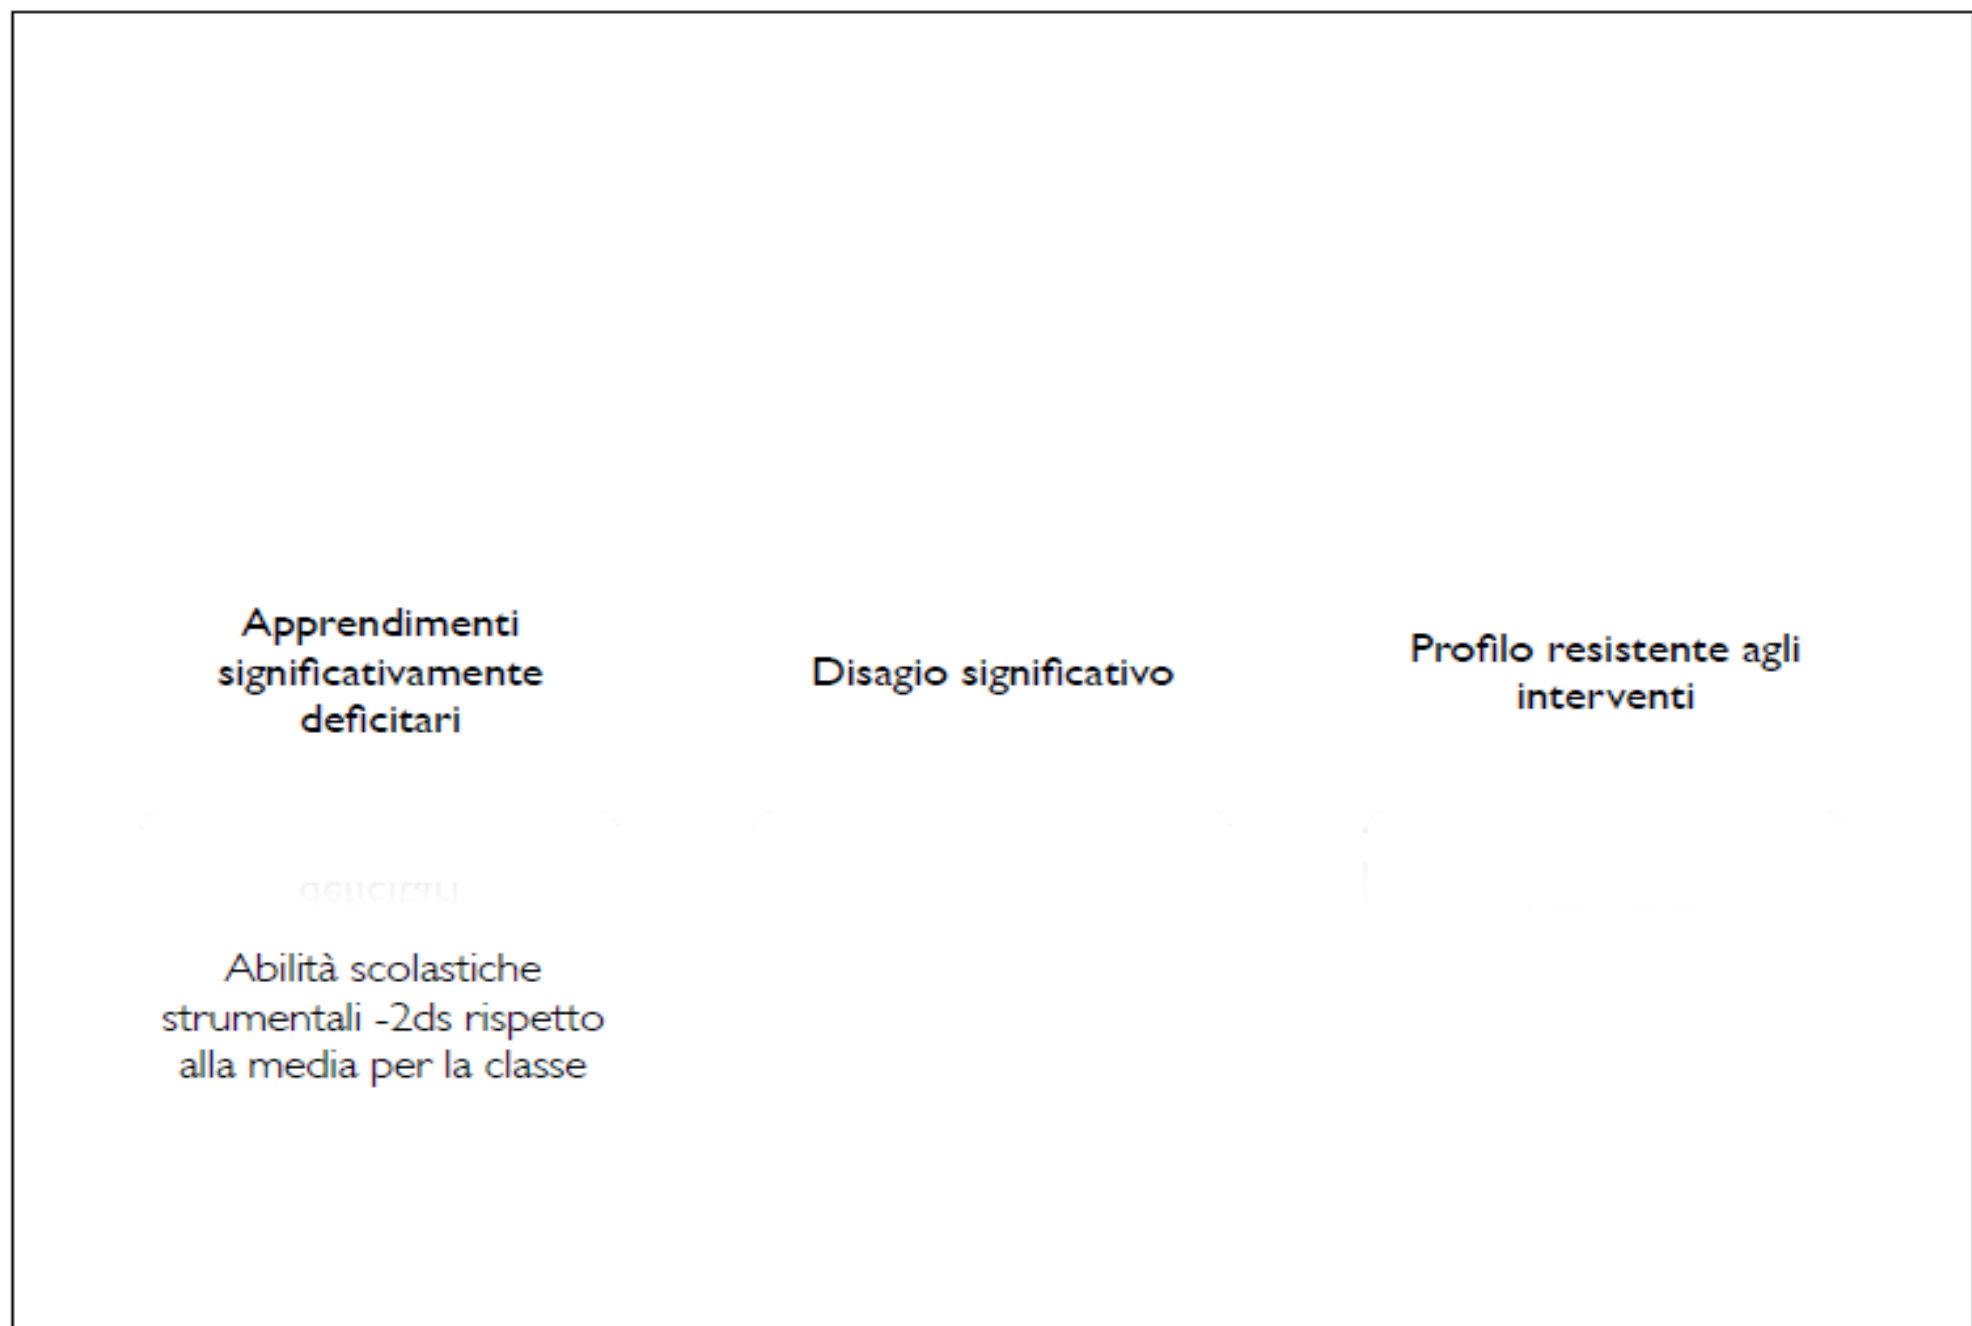 Apprendimenti
significativamente
deficitari
Disagio significativo
Profilo resistente agli
interventi
Abilità scolastiche
strumentali -2ds rispetto
alla media per la classe